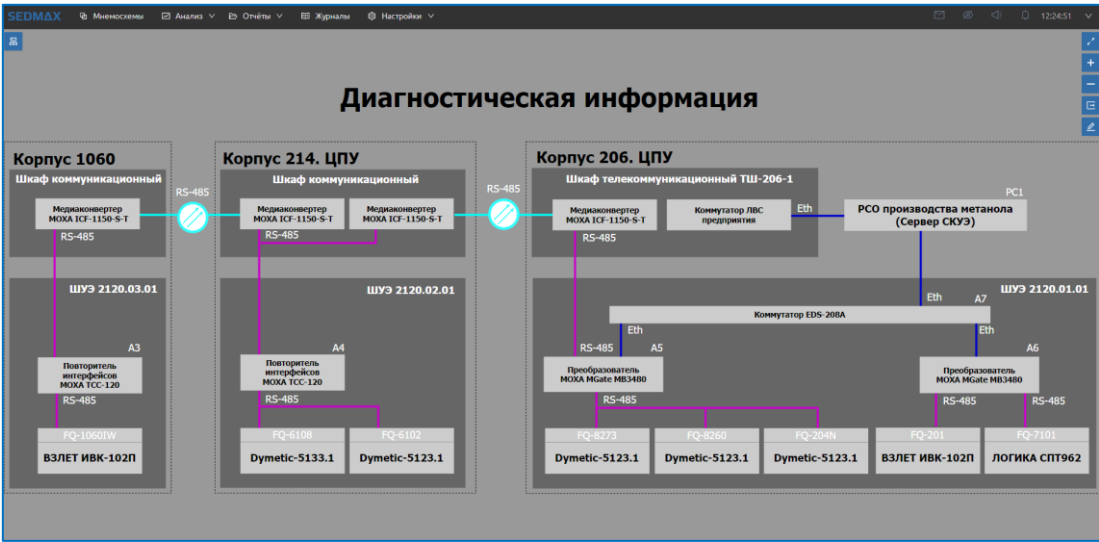 SEDMAX Мнемосхемы Анализ Отчёты Журналы Настройки 12:24:51
Диагностическая информация
Корпус 1060
Шкаф коммуникационный
Медиаконвертер
MOXA ICF-1150-S-T
RS-485
RS-485
ШУЭ 2120.03.01
A3
Повторитель
интерфейсов
MOXA TCC-120
RS-485
FQ-1060IW
ВЗЛЕТ ИВК-102П
Корпус 214. ЦПУ
Шкаф коммуникационный
Медиаконвертер
MOXA ICF-1150-S-T
Медиаконвертер
MOXA ICF-1150-S-T
RS-485
RS-485
ШУЭ 2120.02.01
A4
Повторитель
интерфейсов
MOXA TCC-120
RS-485
FQ-6108
Dymetic-5133.1
FQ-6102
Dymetic-5123.1
Корпус 206. ЦПУ
Шкаф телекоммуникационный ТШ-206-1
Медиаконвертер
MOXA ICF-1150-S-T
Коммутатор ЛВС
предприятия
Eth
PC1
РСО производства метанола
(Сервер СКУЭ)
RS-485
ШУЭ 2120.01.01
Eth
A7
Коммутатор EDS-208A
Eth
Eth
RS-485
A5
Преобразователь
MOXA MGate MB3480
A6
Преобразователь
MOXA MGate MB3480
RS-485
RS-485
RS-485
FQ-8273
Dymetic-5123.1
FQ-8260
Dymetic-5123.1
FQ-204N
Dymetic-5123.1
FQ-201
ВЗЛЕТ ИВК-102П
FQ-7101
ЛОГИКА СПТ962